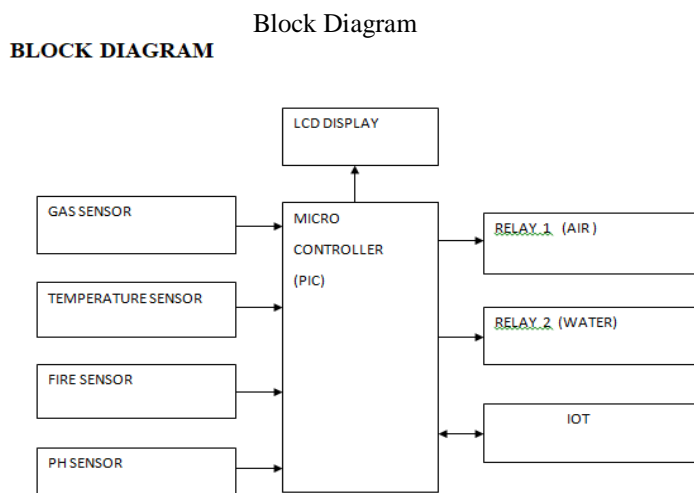 Block Diagram
BLOCK DIAGRAM
LCD DISPLAY
GAS SENSOR
TEMPERATURE SENSOR
FIRE SENSOR
PH SENSOR
MICRO
CONTROLLER
(PIC)
RELAY 1 (AIR)
RELAY 2 (WATER)
IOT